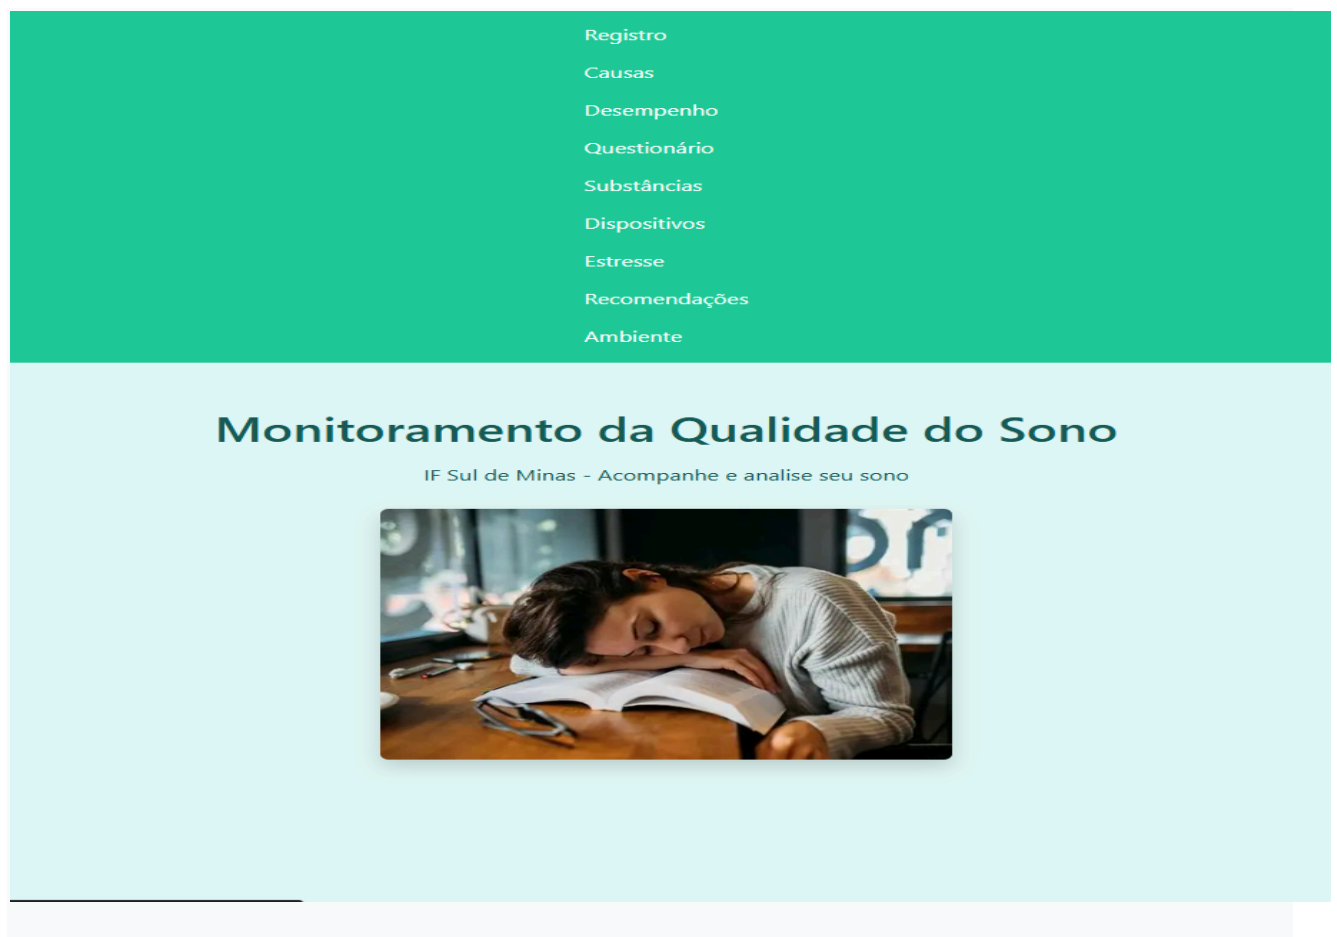 Registro
Causas
Desempenho
Questionário
Substâncias
Dispositivos
Estresse
Recomendações
Ambiente
Monitoramento da Qualidade do Sono
IF Sul de Minas - Acompanhe e analise seu sono